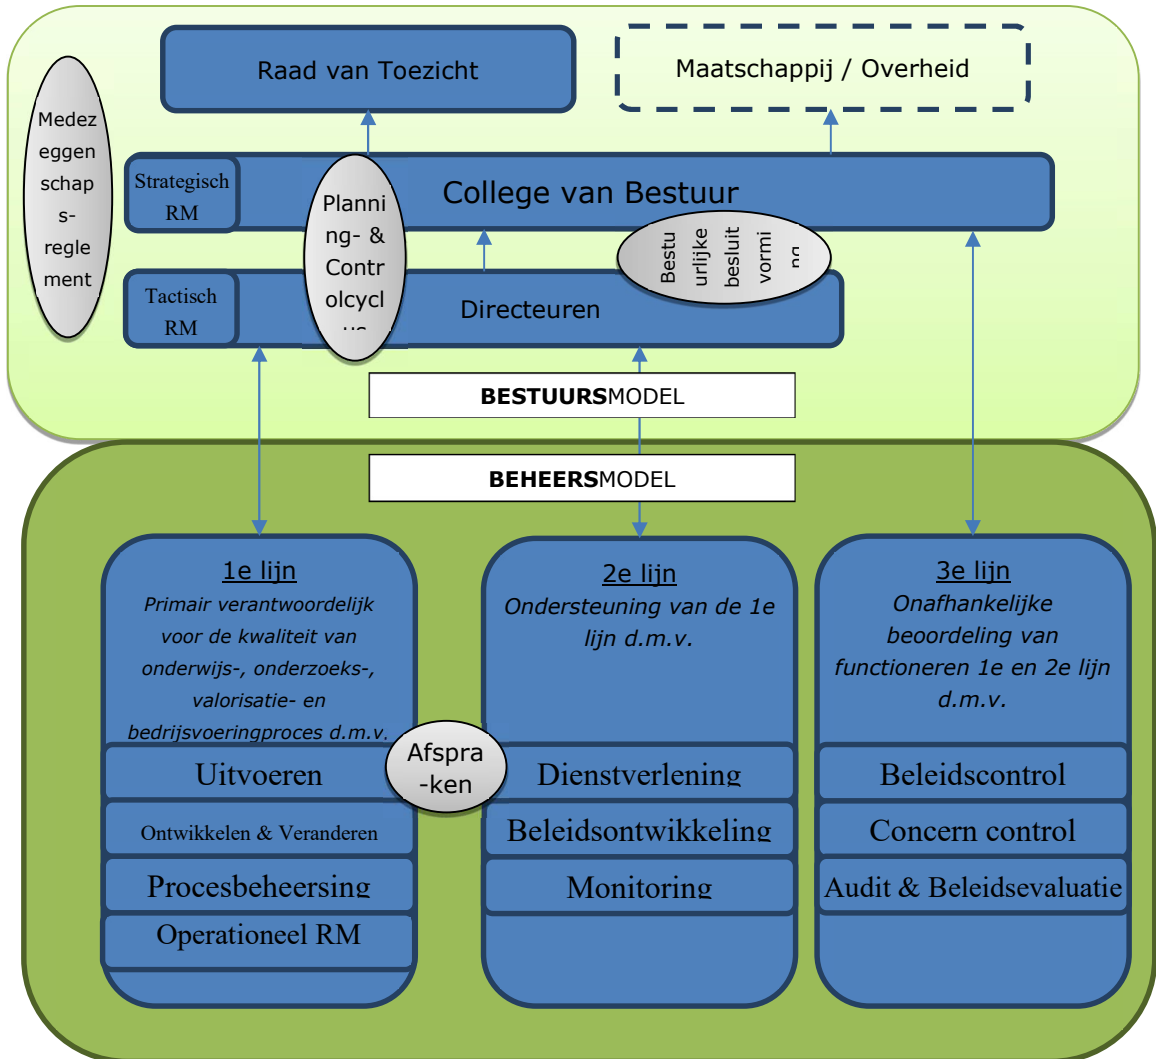 Raad van Toezicht
Maatschappij / Overheid
Medez
eggen
schap
s-
regle
ment
Strategisch
RM
College van Bestuur
Planni
ng- &
Contr
olcycl
us
Bestu
urlijke
besluit
vormi
ng
Tactisch
RM
Directeuren
BESTUURSMODEL
BEHEERSMODEL
1e lijn
Primair verantwoordelijk
voor de kwaliteit van
onderwijs-, onderzoeks-,
valorisatie- en
bedrijsvoeringproces d.m.v.
Uitvoeren
Ontwikkelen & Veranderen
Procesbeheersing
Operationeel RM
Afspra
-ken
2e lijn
Ondersteuning van de 1e
lijn d.m.v.
Dienstverlening
Beleidsontwikkeling
Monitoring
3e lijn
Onafhankelijke
beoordeling van
functioneren 1e en 2e lijn
d.m.v.
Beleidscontrol
Concern control
Audit & Beleidsevaluatie